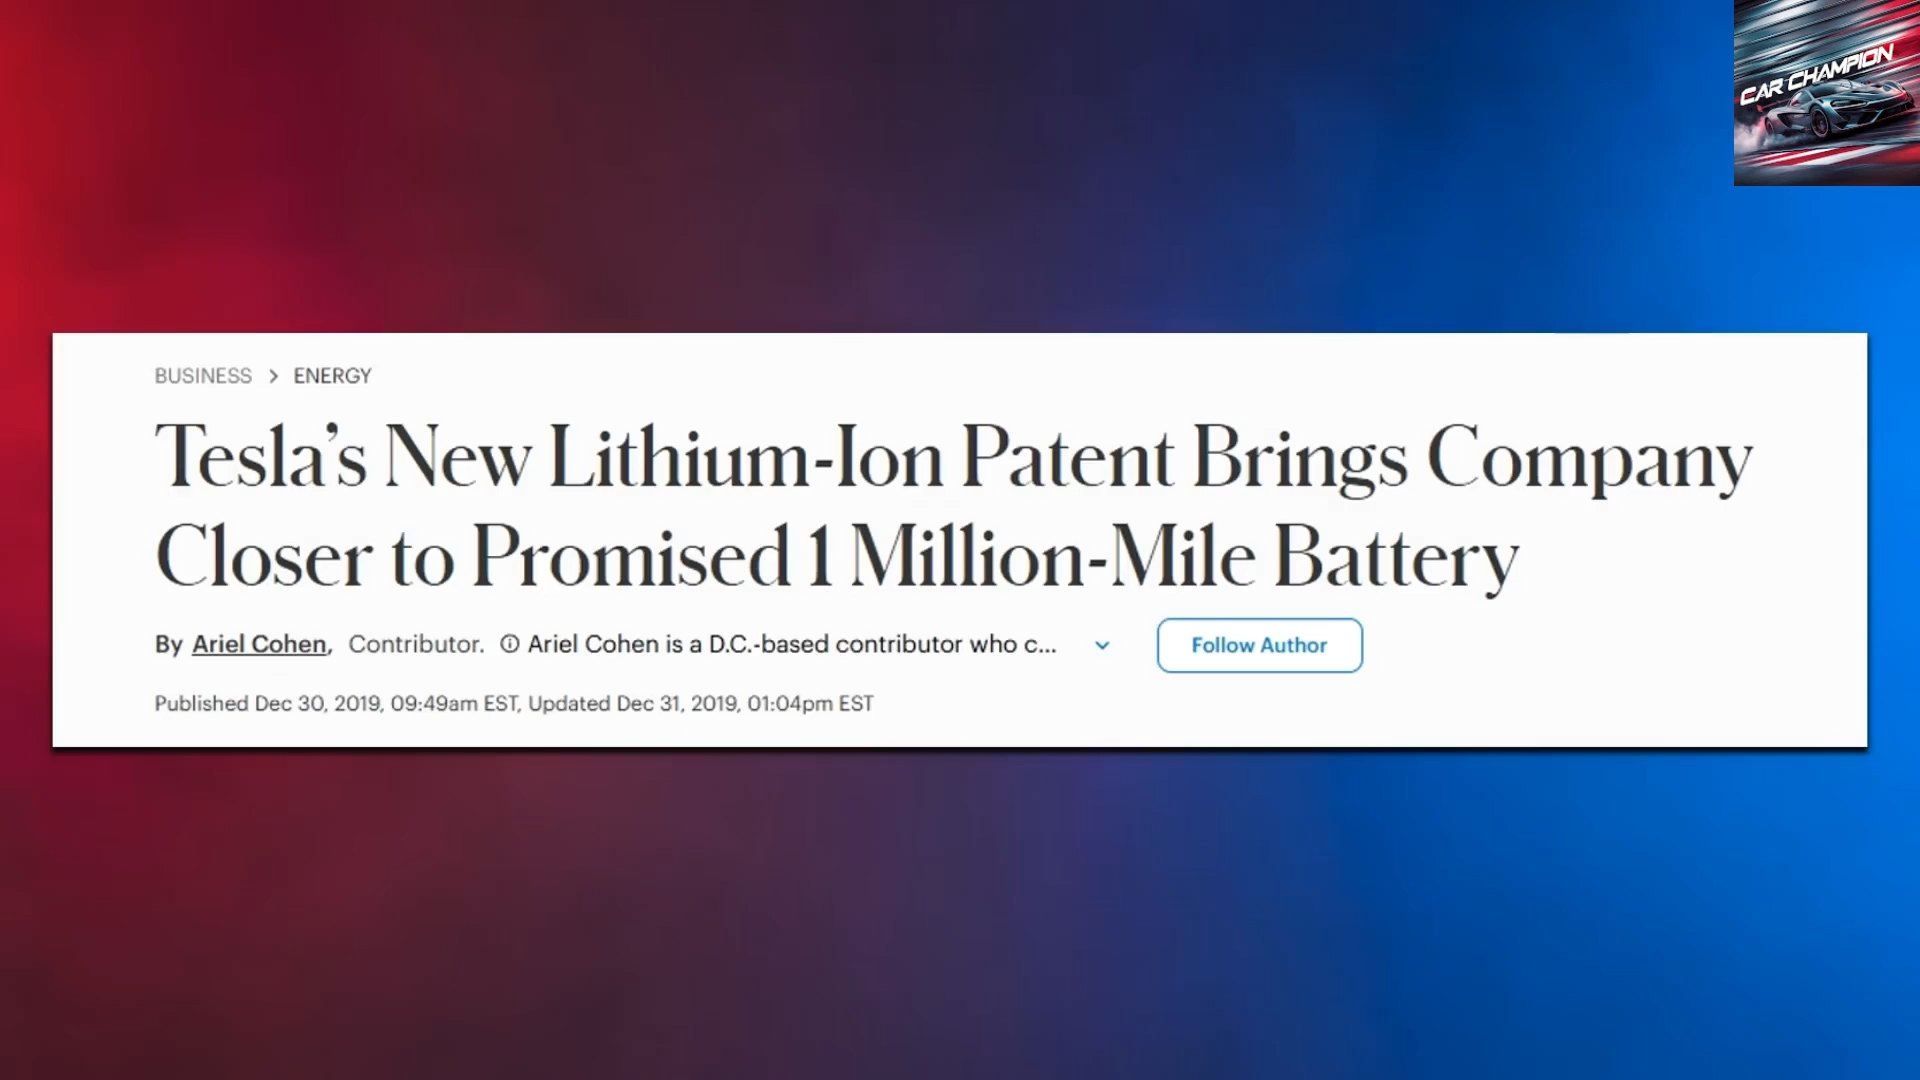 CAR CHAMPION
BUSINESS > ENERGY
Tesla’s New Lithium-Ion Patent Brings Company
Closer to Promised 1 Million-Mile Battery
By Ariel Cohen, Contributor. ⓘ Ariel Cohen is a D.C.-based contributor who c...
Follow Author
Published Dec 30, 2019, 09:49am EST, Updated Dec 31, 2019, 01:04pm EST